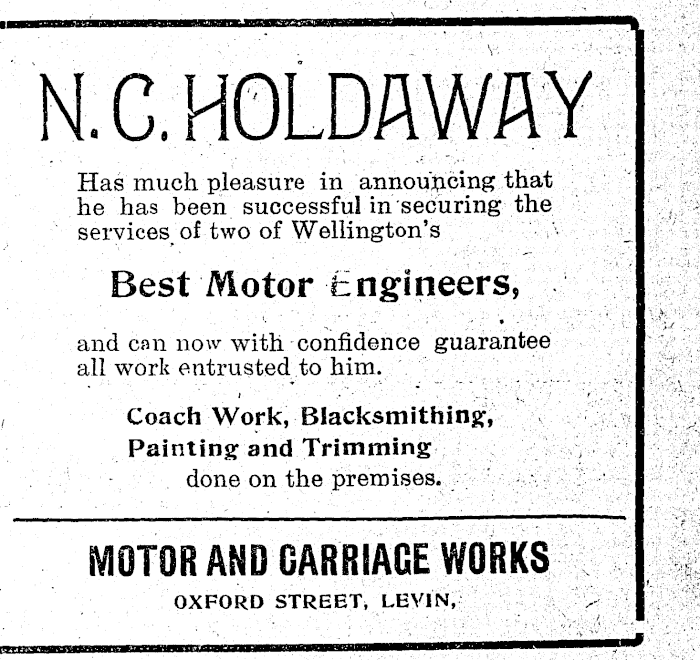 N. C. HOLDAWAY
Has much pleasure in announcing that
he has been successful in securing the
services of two of Wellington's
Best Motor Engineers,
and can now with confidence guarantee
all work entrusted to him.
Coach Work, Blacksmithing,
Painting and Trimming
done on the premises.
MOTOR AND CARRIAGE WORKS
OXFORD STREET, LEVIN,